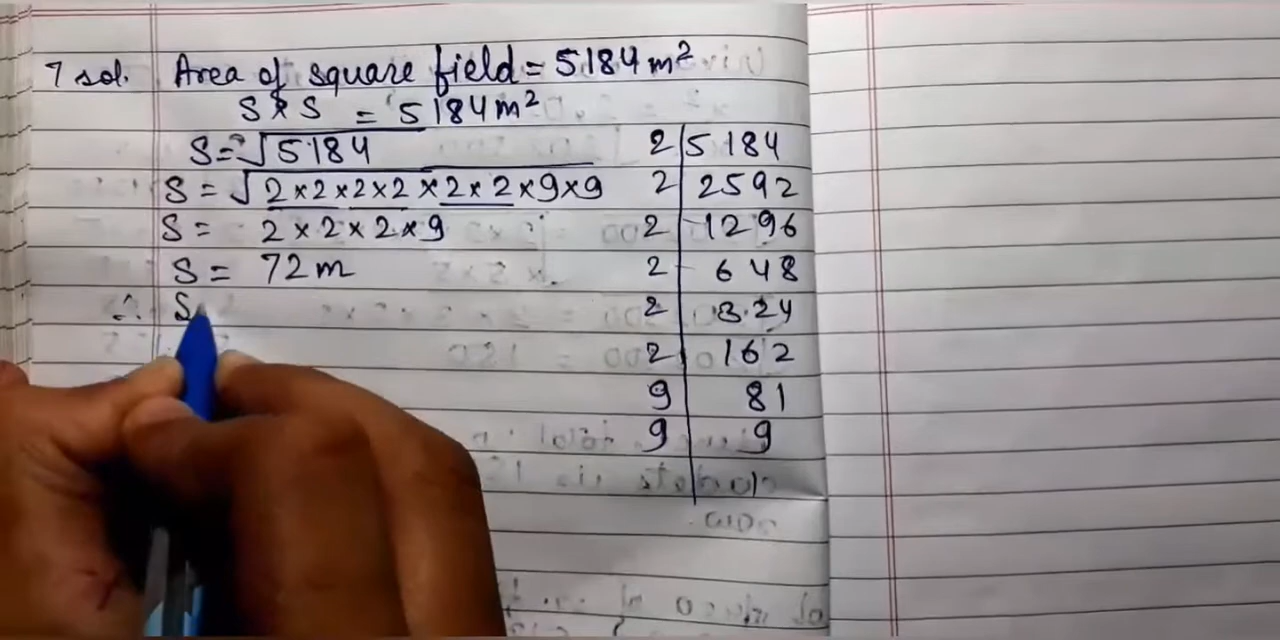 7 sol. Area of square field = 5184 m²
S × S = 5184 m²
S = √5184
S = √2×2×2×2×2×2×9×9
S = 2×2×2×9
S = 72 m
∴ S
2 5184
2 2592
2 1296
2 648
2 324
2 162
9 81
9 9
1